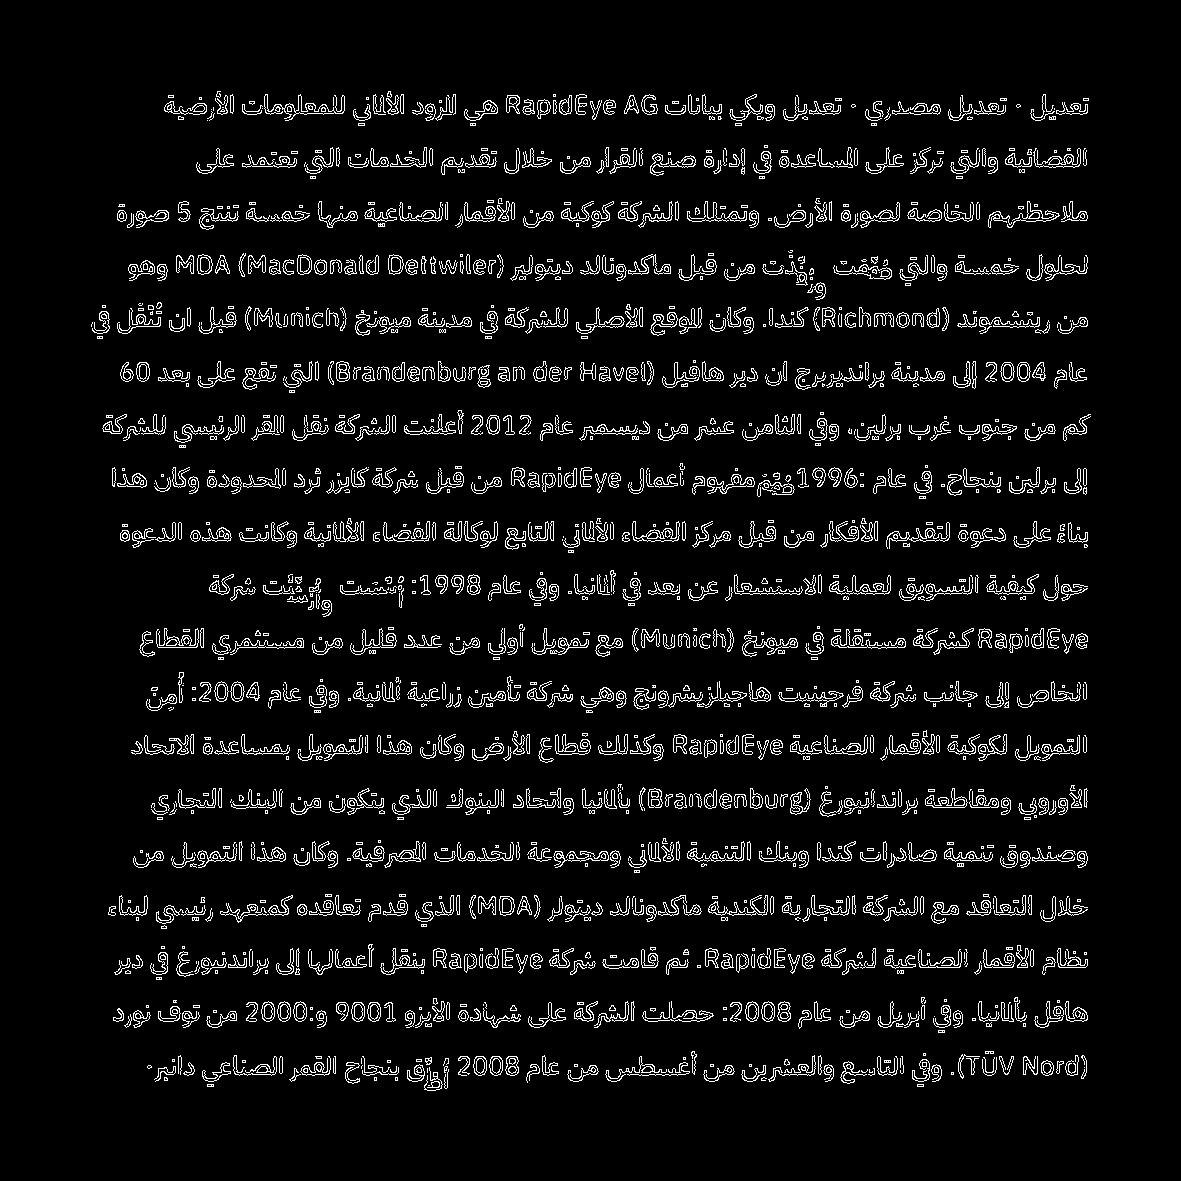 تعديل - تعديل مصدري - تعديل ويكي بيانات RapidEye AG هي المزود الألماني للمعلومات الأرضية
الفضائية والتي تركز على المساعدة في إدارة صنع القرار من خلال تقديم الخدمات التي تعتمد على
ملاحظتهم الخاصة لصورة الأرض. وتمتلك الشركة كوكبة من الأقمار الصناعية منها خمسة تنتج 5 صورة
لحلول خمسة والتي صُمِّمَت ونُفِّذَت من قبل ماكدونالد ديتولير (MDA (MacDonald Dettwiler وهو
من ريتشموند (Richmond) كندا. وكان الموقع الأصلي للشركة في مدينة ميونخ (Munich) قبل ان تُنْقَل في
عام 2004 إلى مدينة برانديربرج ان دير هافيل (Brandenburg an der Havel) التي تقع على بعد 60
كم من جنوب غرب برلين، وفي الثامن عشر من ديسمبر عام 2012 أعلنت الشركة نقل المقر الرئيسي للشركة
إلى برلين بنجاح. في عام :1996 صُمِّمَ مفهوم أعمال RapidEye من قبل شركة كايزر ثرد المحدودة وكان هذا
بناءً على دعوة لتقديم الأفكار من قبل مركز الفضاء الألماني التابع لوكالة الفضاء الألمانية وكانت هذه الدعوة
حول كيفية التسويق لعملية الاستشعار عن بعد في ألمانيا. وفي عام 1998: أُسِّسَت شركة
RapidEye كشركة مستقلة في ميونخ (Munich) مع تمويل أولي من عدد قليل من مستثمري القطاع
الخاص إلى جانب شركة فرجينيت هاجيلزيشرونج وهي شركة تأمين زراعية ألمانية. وفي عام 2004: أُمِنّ
التمويل لكوكبة الأقمار الصناعية RapidEye وكذلك قطاع الأرض وكان هذا التمويل بمساعدة الاتحاد
الأوروبي ومقاطعة براندانبورغ (Brandenburg) بألمانيا واتحاد البنوك الذي يتكون من البنك التجاري
وصندوق تنمية صادرات كندا وبنك التنمية الألماني ومجموعة الخدمات المصرفية. وكان هذا التمويل من
خلال التعاقد مع الشركة التجارية الكندية ماكدونالد ديتولر (MDA) الذي قدم تعاقده كمتعهد رئيسي لبناء
نظام الأقمار الصناعية لشركة RapidEye. ثم قامت شركة RapidEye بنقل أعمالها إلى براندنبورغ في دير
هافل بألمانيا. وفي أبريل من عام 2008: حصلت الشركة على شهادة الأيزو 9001 و:2000 من توف نورد
(TÜV Nord). وفي التاسع والعشرين من أغسطس من عام 2008 بنجاح القمر الصناعي دانبر-